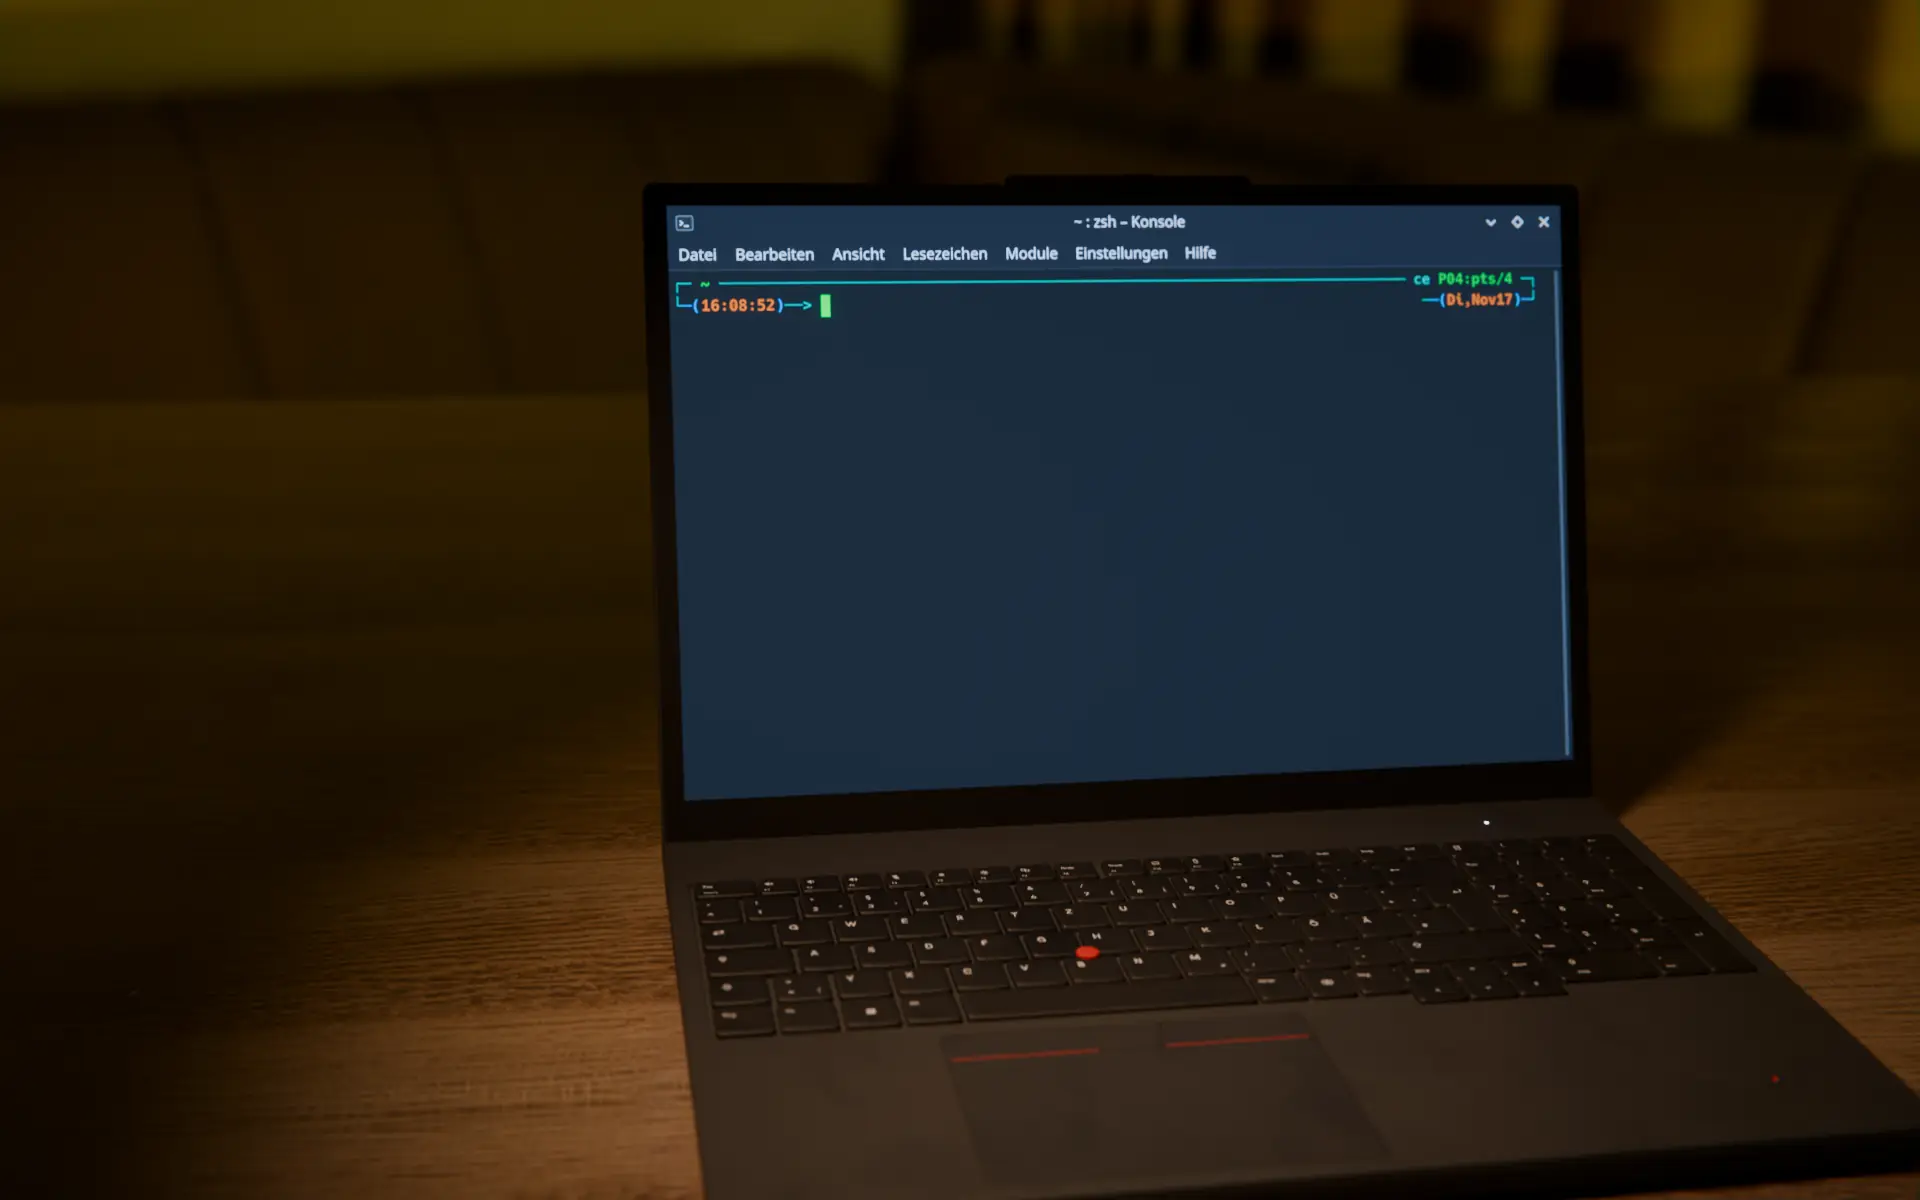 ~ : zsh – Konsole
Datei Bearbeiten Ansicht Lesezeichen Module Einstellungen Hilfe
~ ce P04:pts/4
(16:08:52)—> —(Di,Nov17)
Q W E R T Z U I O P Ü
A S D F G H J K L Ö Ä
Y X C V B N M